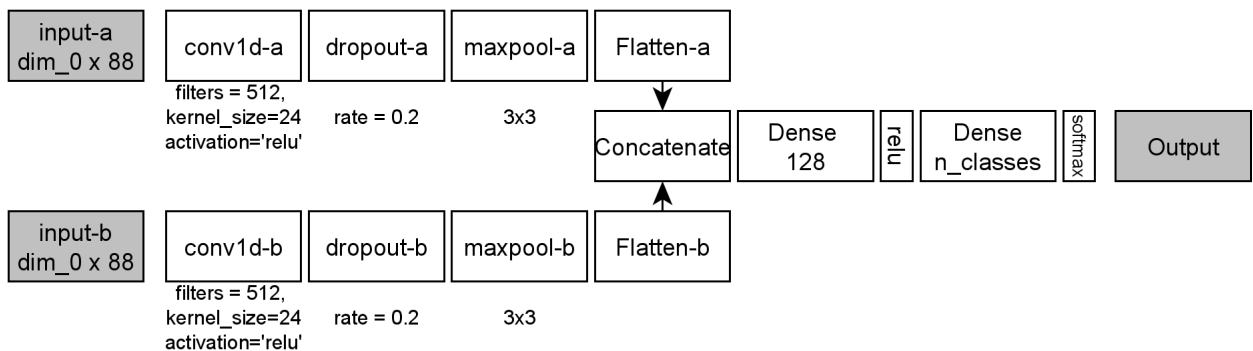 input-a
dim_0 x 88
conv1d-a
dropout-a
maxpool-a
Flatten-a
filters = 512,
kernel_size=24
activation='relu'
rate = 0.2
3x3
Concatenate
Dense
128
relu
Dense
n_classes
softmax
Output
input-b
dim_0 x 88
conv1d-b
dropout-b
maxpool-b
Flatten-b
filters = 512,
kernel_size=24
activation='relu'
rate = 0.2
3x3